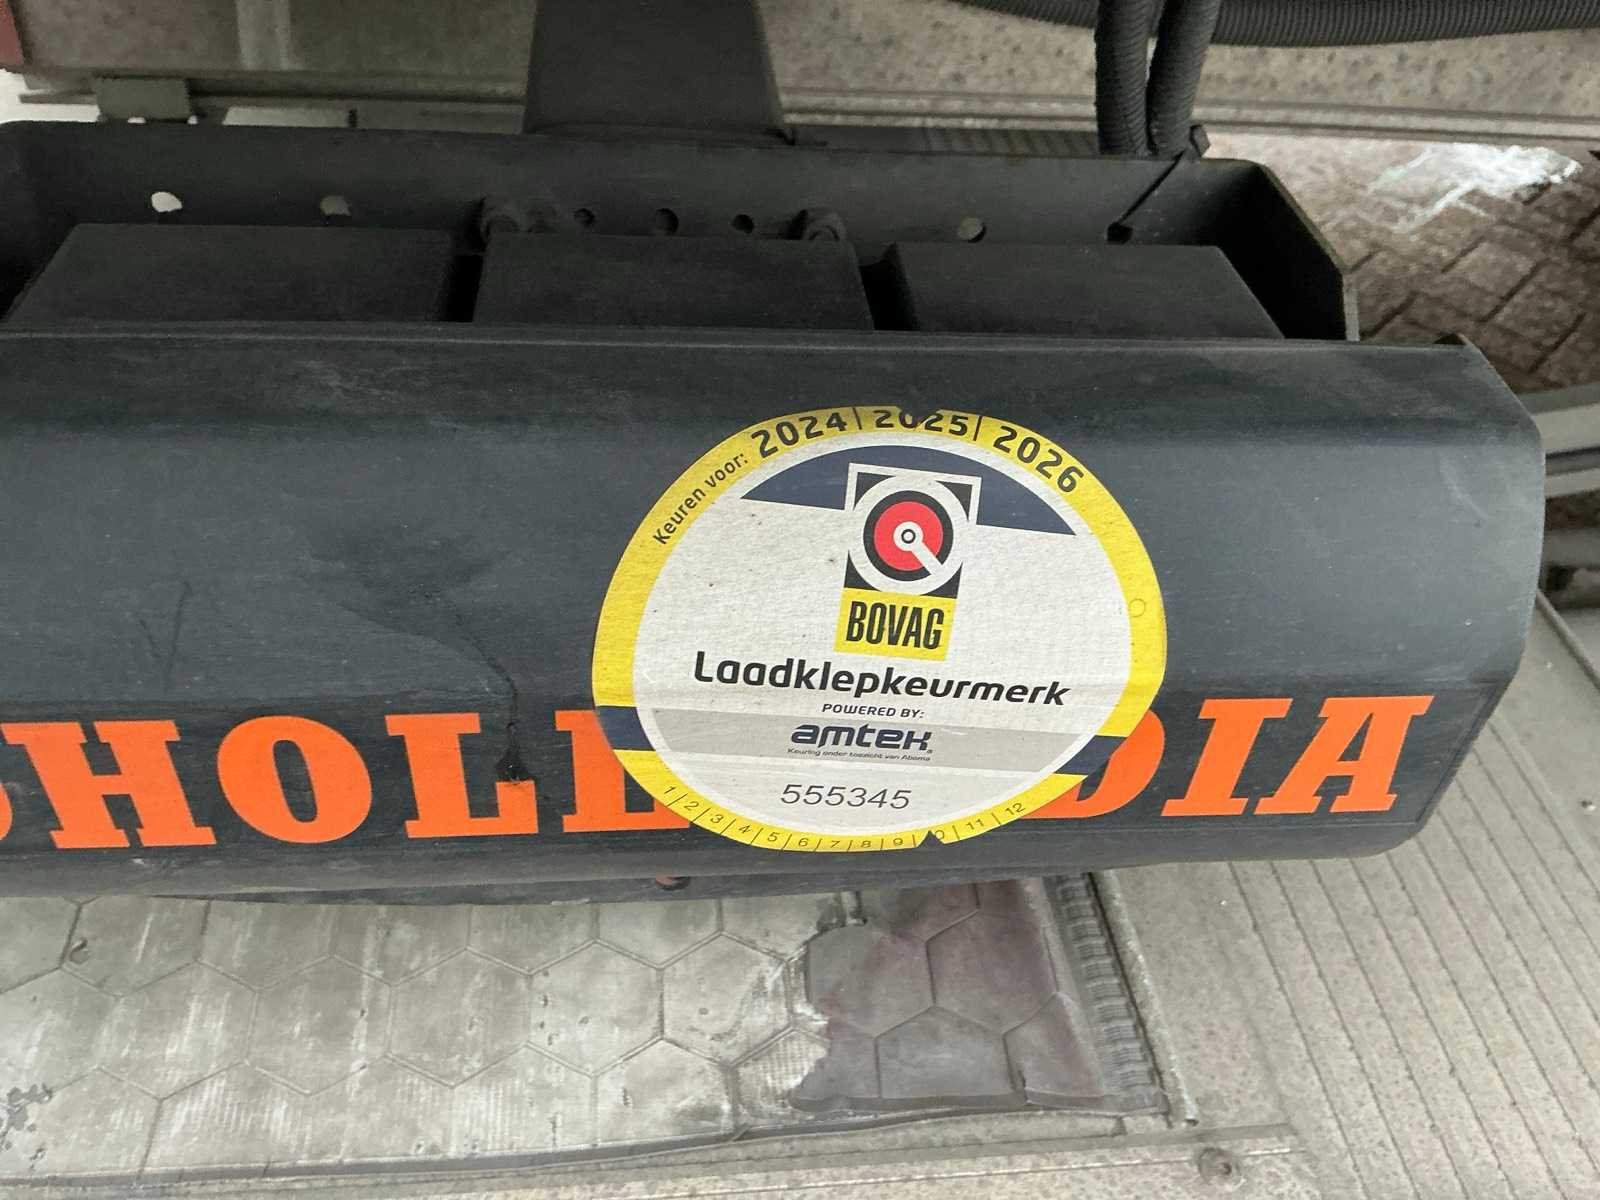 Keuren voor: 2024 | 2025 | 2026
BOVAG
Laadklepkeurmerk
POWERED BY:
amtek
Keuring onder toezicht van Aboma
555345
1 / 2 / 3 / 4 / 5 / 6 / 7 / 8 | 9 | 0 | 11 | 12
HOLL DIA